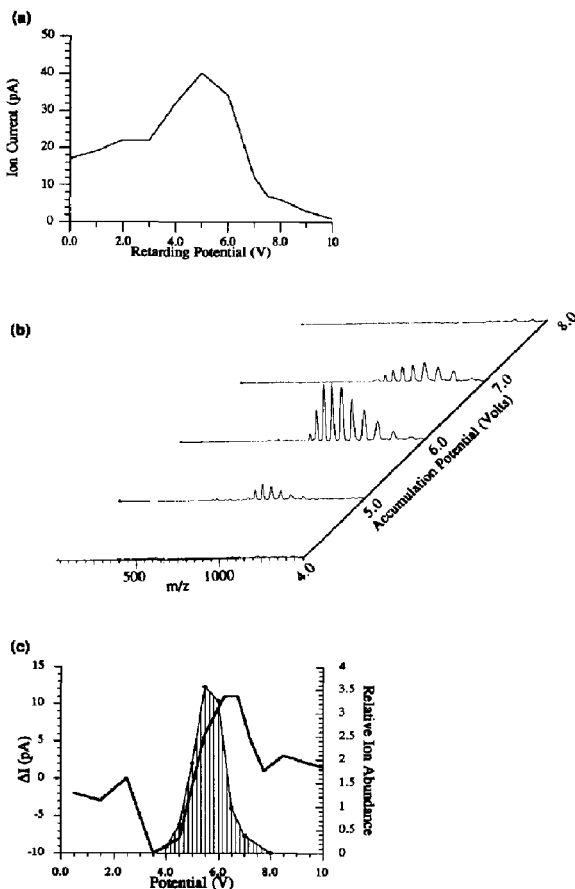 (a)
50
40
30
20
10
0
Ion Current (pA)
0.0 2.0 4.0 6.0 8.0 10
Retarding Potential (V)
(b)
8.0
7.0
6.0
5.0
4.0
Accumulation Potential (Volts)
500 1000
m/z
(c)
15
10
5
0
-5
-10
ΔI (pA)
4
3.5
3
2.5
2
1.5
1
0.5
0
Relative Ion Abundance
0.0 2.0 4.0 6.0 8.0 10
Potential (V)